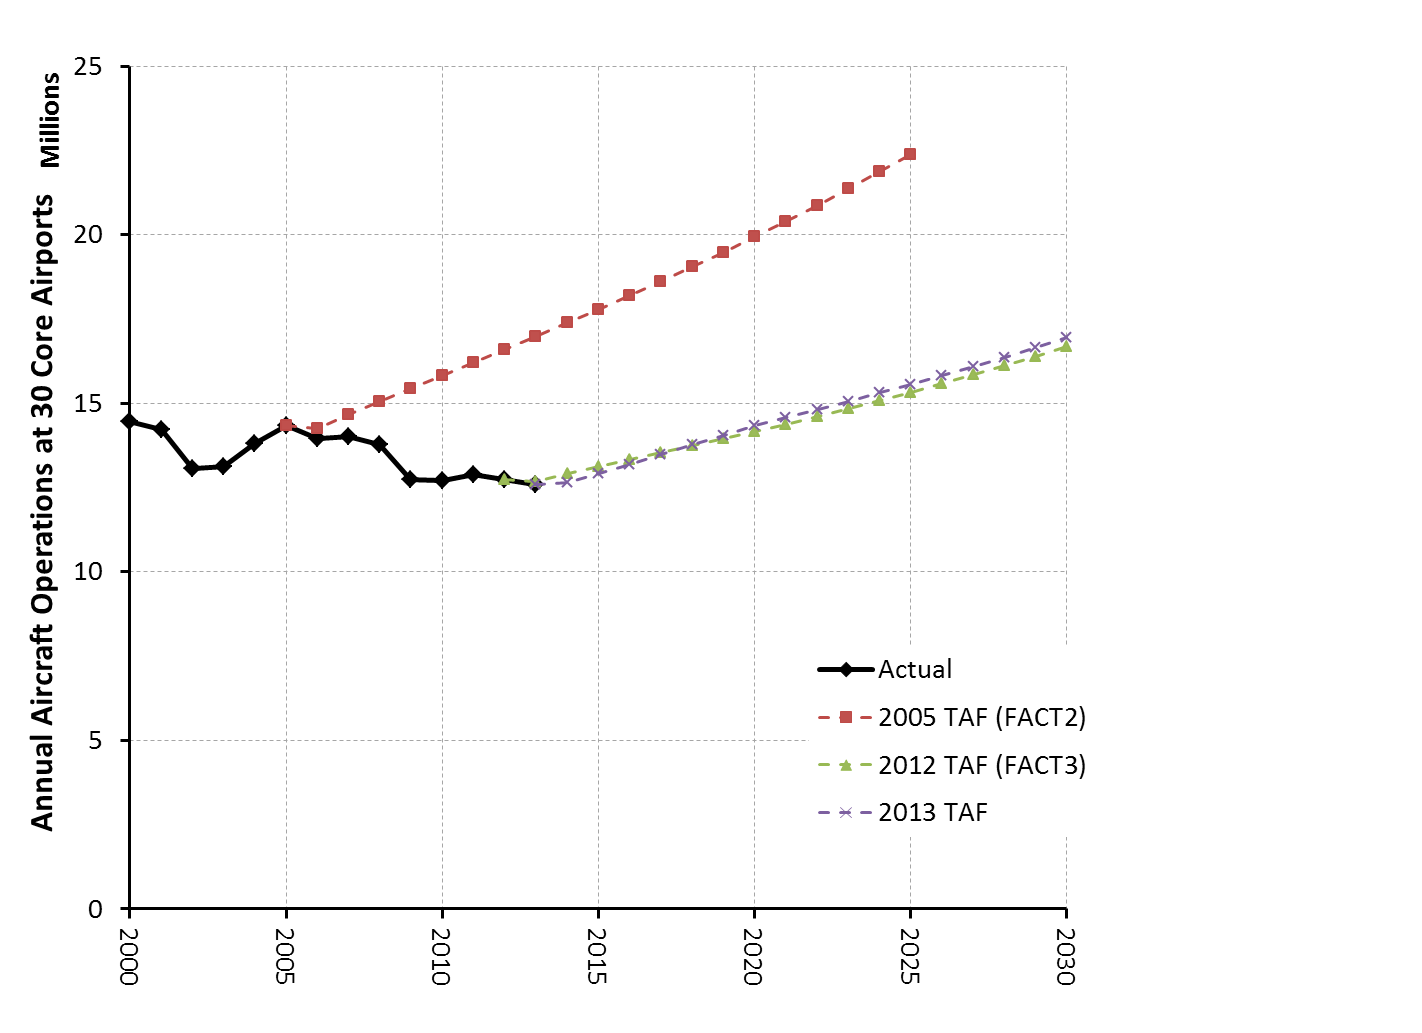 Annual Aircraft Operations at 30 Core Airports
Millions
25
20
15
10
5
0
2000
2005
2010
2015
2020
2025
2030
Actual
2005 TAF (FACT2)
2012 TAF (FACT3)
2013 TAF